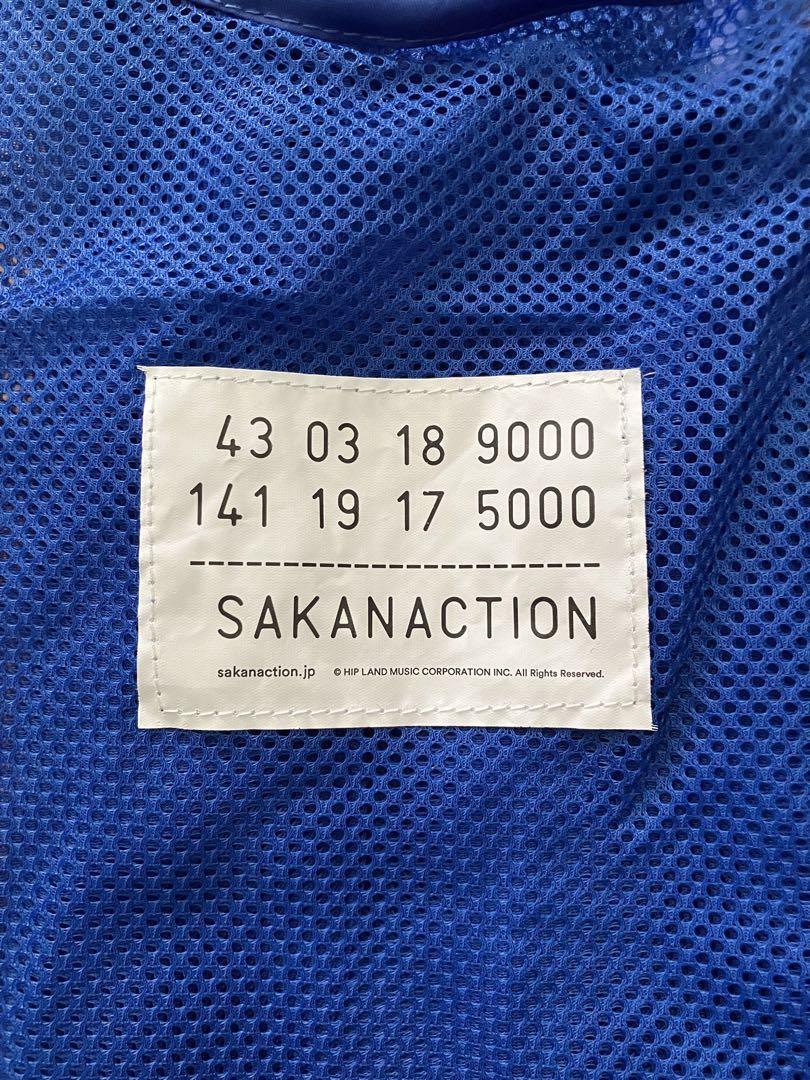 43 03 18 9000
141 19 17 5000
SAKANACTION
sakanaction.jp © HIP LAND MUSIC CORPORATION INC. All Rights Reserved.